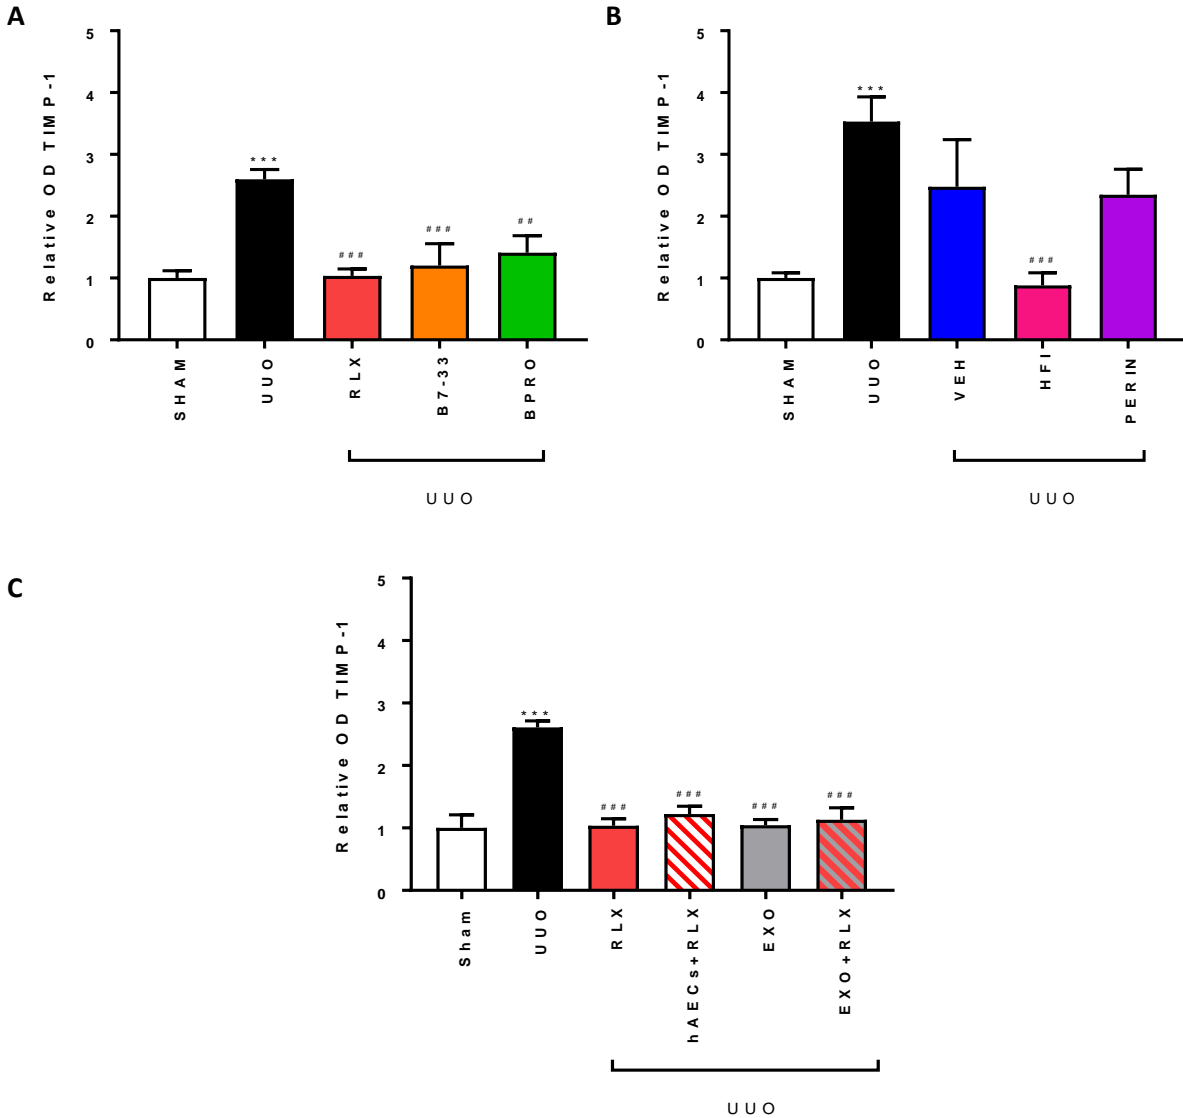 A
Relative OD TIMP-1
5
4
3
2
1
0
***
###
###
##
SHAM
UUO
RLX
B7-33
BPRO
UUO
B
Relative OD TIMP-1
5
4
3
2
1
0
***
###
SHAM
UUO
VEH
HFI
PERIN
UUO
C
Relative OD TIMP-1
5
4
3
2
1
0
***
###
###
###
###
Sham
UUO
RLX
hAECs+RLX
EXO
EXO+RLX
UUO